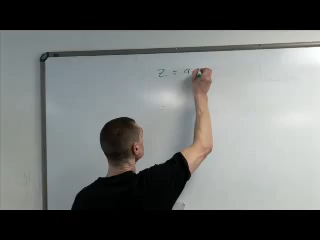 z = a